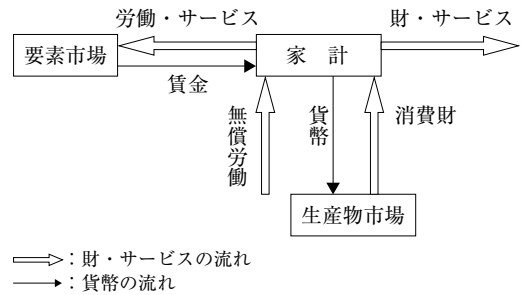 労働・サービス
財・サービス
要素市場
家 計
賃金
無償労働
貨幣
消費財
生産物市場
：財・サービスの流れ
：貨幣の流れ